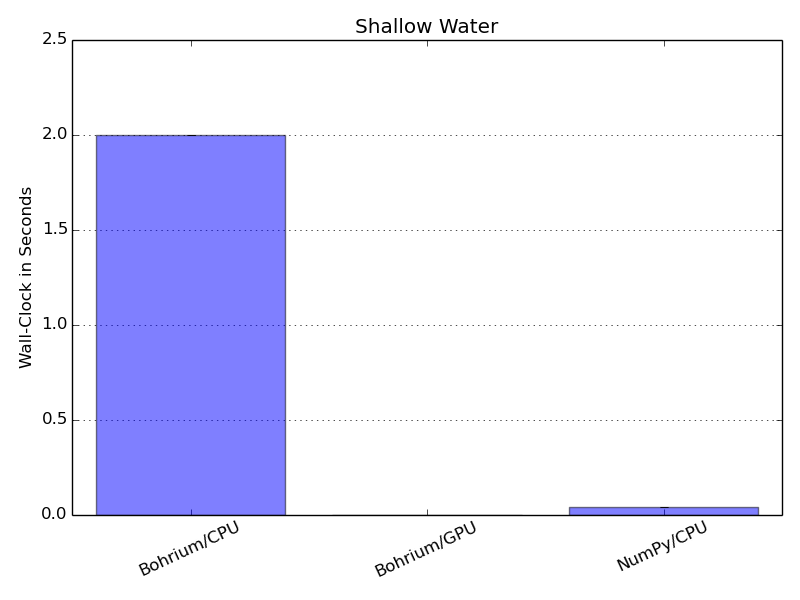 Shallow Water
Wall-Clock in Seconds
2.5
2.0
1.5
1.0
0.5
0.0
Bohrium/CPU
Bohrium/GPU
NumPy/CPU